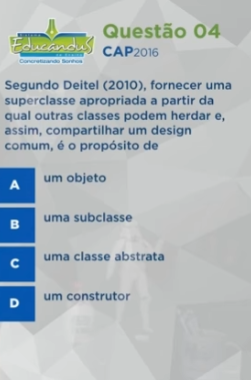 Educandus
Concretizando Sonhos
Questão 04
CAP2016
Segundo Deitel (2010), fornecer uma
superclasse apropriada a partir da
qual outras classes podem herdar e,
assim, compartilhar um design
comum, é o propósito de
A um objeto
B uma subclasse
C uma classe abstrata
D um construtor